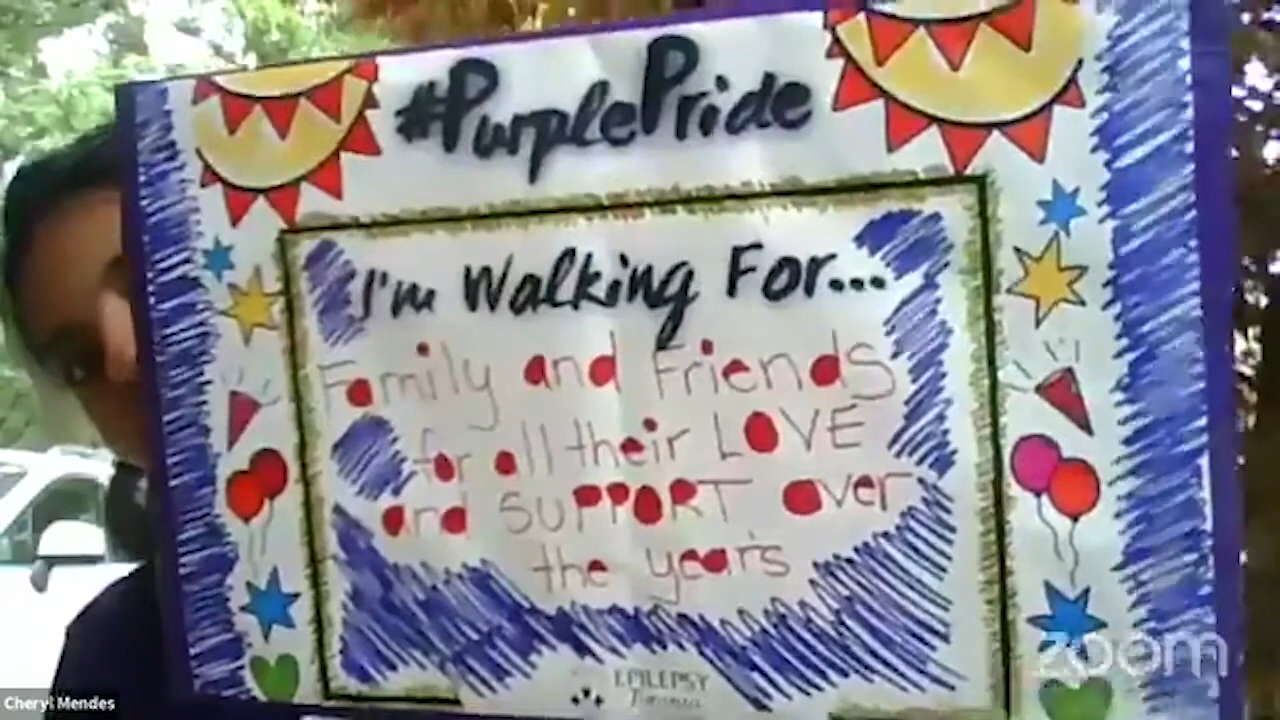 #PurplePride
I'm Walking For...
Family and Friends
for all their LOVE
and SUPPORT over
the years
EPILEPSY
Toronto
zoom
Cheryl Mendes